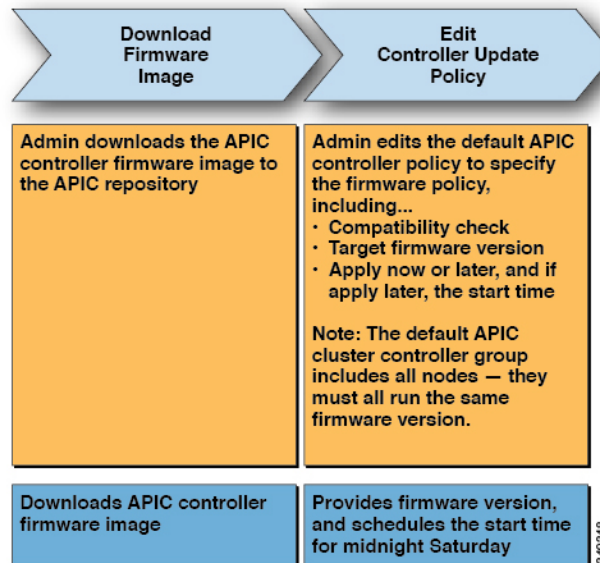 Download
Firmware
Image
Edit
Controller Update
Policy
Admin downloads the APIC
controller firmware image to
the APIC repository
Admin edits the default APIC
controller policy to specify
the firmware policy,
including...
• Compatibility check
• Target firmware version
• Apply now or later, and if
apply later, the start time
Note: The default APIC
cluster controller group
includes all nodes — they
must all run the same
firmware version.
Downloads APIC controller
firmware image
Provides firmware version,
and schedules the start time
for midnight Saturday